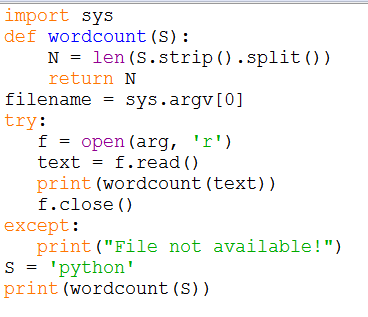 import sys
def wordcount(S):
    N = len(S.strip().split())
    return N
filename = sys.argv[0]
try:
   f = open(arg, 'r')
   text = f.read()
   print(wordcount(text))
   f.close()
except:
   print("File not available!")
S = 'python'
print(wordcount(S))